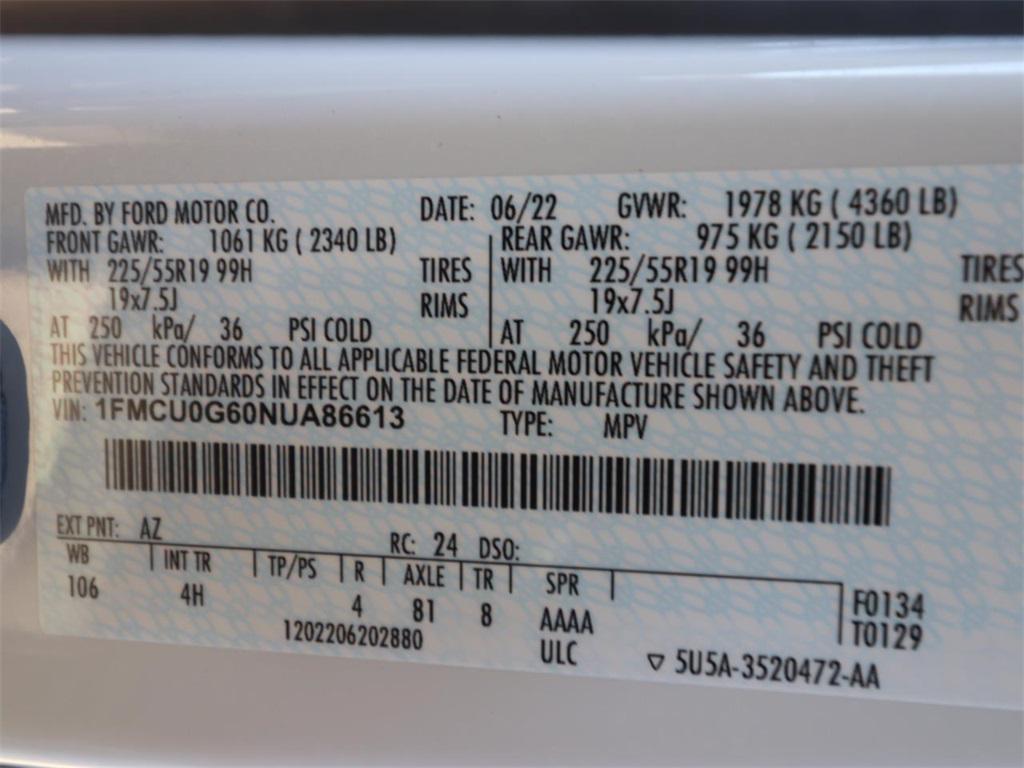 MFD. BY FORD MOTOR CO. DATE: 06/22 GVWR: 1978 KG ( 4360 LB)
FRONT GAWR: 1061 KG ( 2340 LB) REAR GAWR: 975 KG ( 2150 LB)
WITH 225/55R19 99H TIRES WITH 225/55R19 99H TIRES
19x7.5J RIMS 19x7.5J RIMS
AT 250 kPa/ 36 PSI COLD AT 250 kPa/ 36 PSI COLD
THIS VEHICLE CONFORMS TO ALL APPLICABLE FEDERAL MOTOR VEHICLE SAFETY AND THEFT
PREVENTION STANDARDS IN EFFECT ON THE DATE OF MANUFACTURE SHOWN ABOVE.
VIN: 1FMCU0G60NUA86613 TYPE: MPV
EXT PNT: AZ RC: 24 DSO:
WB INT TR TP/PS R AXLE TR SPR
106 4H 4 81 8 AAAA F0134
1202206202880 ULC T0129
▽ 5U5A-3520472-AA